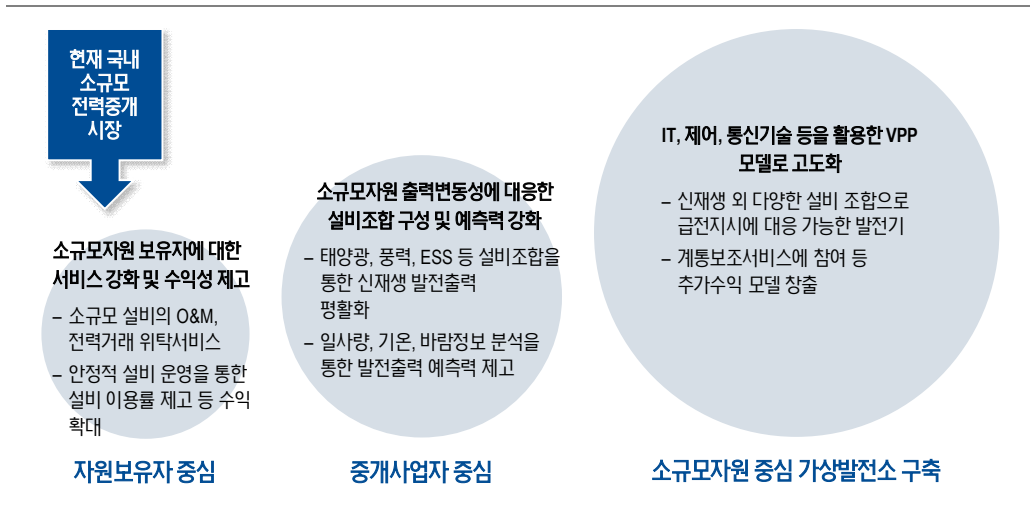 현재 국내
소규모
전력중개
시장
소규모자원 보유자에 대한
서비스 강화 및 수익성 제고
– 소규모 설비의 O&M,
전력거래 위탁서비스
– 안정적 설비 운영을 통한
설비 이용률 제고 등 수익
확대
자원보유자 중심
소규모자원 출력변동성에 대응한
설비조합 구성 및 예측력 강화
– 태양광, 풍력, ESS 등 설비조합을
통한 신재생 발전출력
평활화
– 일사량, 기온, 바람정보 분석을
통한 발전출력 예측력 제고
중개사업자 중심
IT, 제어, 통신기술 등을 활용한 VPP
모델로 고도화
– 신재생 외 다양한 설비 조합으로
급전지시에 대응 가능한 발전기
– 계통보조서비스에 참여 등
추가수익 모델 창출
소규모자원 중심 가상발전소 구축